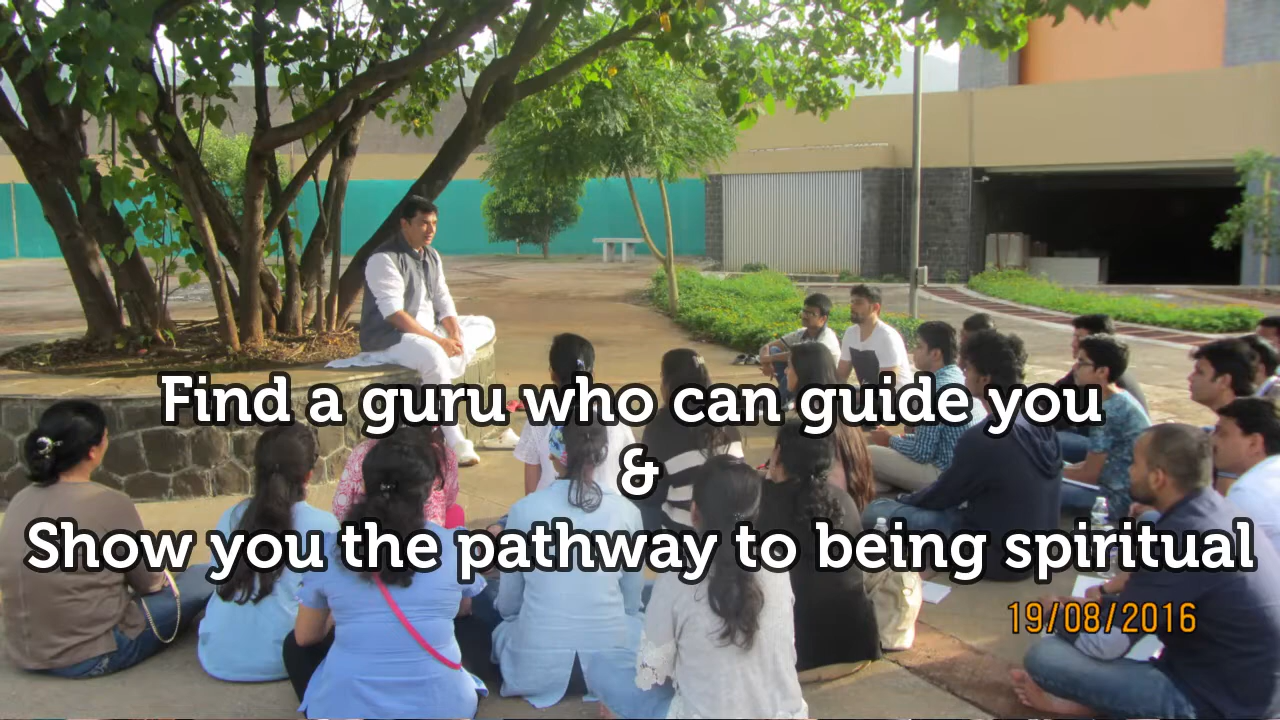 Find a guru who can guide you
&
Show you the pathway to being spiritual
19/08/2016